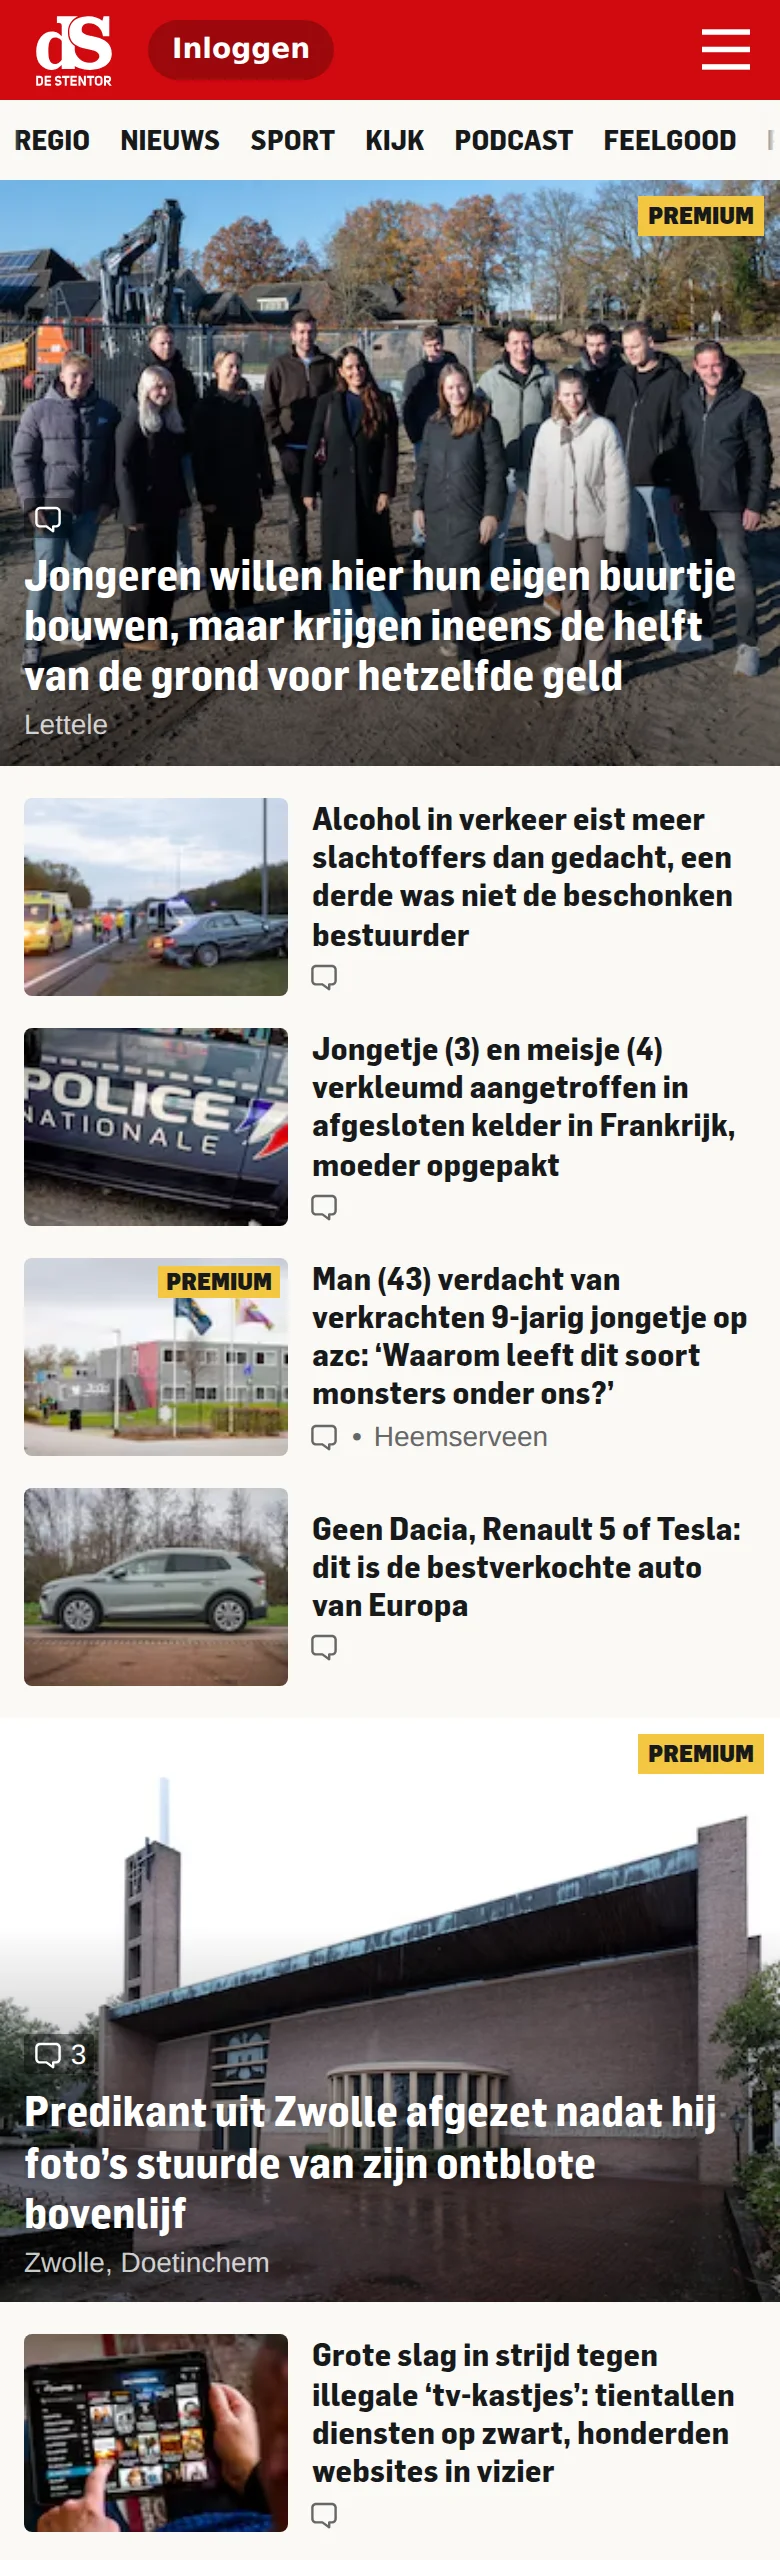 dS
DE STENTOR
Inloggen
REGIO NIEUWS SPORT KIJK PODCAST FEELGOOD
PREMIUM
Jongeren willen hier hun eigen buurtje
bouwen, maar krijgen ineens de helft
van de grond voor hetzelfde geld
Lettele
Alcohol in verkeer eist meer
slachtoffers dan gedacht, een
derde was niet de beschonken
bestuurder
POLICE
NATIONALE
Jongetje (3) en meisje (4)
verkleumd aangetroffen in
afgesloten kelder in Frankrijk,
moeder opgepakt
PREMIUM
Man (43) verdacht van
verkrachten 9-jarig jongetje op
azc: ‘Waarom leeft dit soort
monsters onder ons?’
• Heemserveen
Geen Dacia, Renault 5 of Tesla:
dit is de bestverkochte auto
van Europa
PREMIUM
3
Predikant uit Zwolle afgezet nadat hij
foto’s stuurde van zijn ontblote
bovenlijf
Zwolle, Doetinchem
Grote slag in strijd tegen
illegale ‘tv-kastjes’: tientallen
diensten op zwart, honderden
websites in vizier